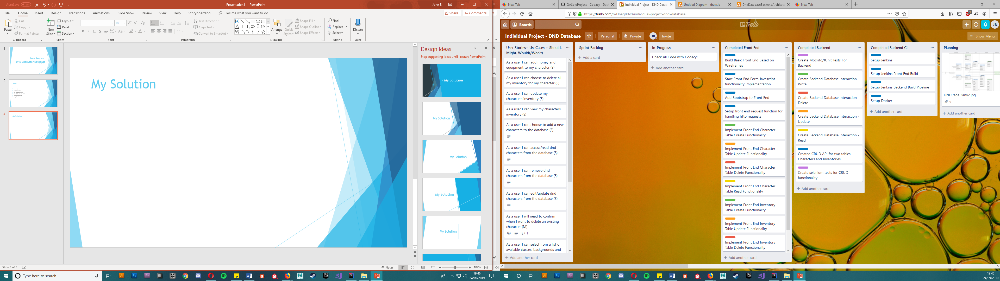 AutoSave Off
Presentation1 - PowerPoint
John B
File Home Insert Design Transitions Animations Slide Show Review View Help Storyboarding Tell me what you want to do
Share Comments
Paste
Cut
Copy
Format Painter
Clipboard
New
Slide
Layout
Reset
Section
Slides
18
Font
Text Direction
Align Text
Convert to SmartArt
Paragraph
Arrange
Quick
Styles
Shape Fill
Shape Outline
Shape Effects
Drawing
Find
Replace
Select
Editing
Dictate
Voice
1
Solo Project:
DND Character Database
2
Brief
3
My Solution
My Solution
Design Ideas
Stop suggesting ideas until I restart PowerPoint.
• My Solution
My Solution
My Solution
My Solution
My Solution
Slide 3 of 3
Notes
102%
Type here to search
19:46
24/09/2019
New Tab
QASoloProject - Codacy - Das
Individual Project - DND Datab
Untitled Diagram - draw.io
DndDatabaseBackendArchitect
New Tab
https://trello.com/b/DnaqB0v8/individual-project-dnd-database
Boards
Trello
JB
Individual Project - DND Database
Personal
Private
JB
Invite
Show Menu
User Stories+ UseCases + Should,
Might, Would(/Won't)
As a user I can add money and
equipment to my character (S)
As a user I can choose to delete all
my inventory for my character (S)
As a user I can update my
characters inventory (S)
As a user I can view my characters
inventory (S)
As a user I can choose to add a new
characters to the database (S)
As a user I can access/read dnd
characters from the database (S)
As a user I can remove dnd
characters from the database (S)
As a user I can edit/update dnd
characters from the database (S)
As a user I will need to confirm
when I want to delete an existing
character (M)
1
As a user I can select from a list of
available classes, backgrounds and
+ Add another card
Sprint-Backlog
+ Add a card
In-Progress
Check All Code with Codacy!
+ Add another card
Completed Front End
Build Basic Front End Based on
Wireframes
Start Front End Form Javascript
functionality Implementation
Add Bootstrap to Front End
Setup front end request function for
handling http requests
Implement Front End Character
Table Create Functionality
Implement Front End Character
Table Update Functionality
Implement Front End Character
Table Delete Functionality
Implement Front End Character
Table Read Functionality
Implement Front End Inventory
Table Create Functionality
Implement Front End Inventory
Table Update Functionality
Implement Front End Inventory
Table Delete Functionality
+ Add another card
Completed Backend
Create Mockito/JUnit Tests For
Backend
Create Backend Database Interaction -
Write
Create Backend Database Interaction -
Delete
Create Backend Database Interaction -
Update
Create Backend Database Interaction -
Read
Created CRUD API for two tables
Characters and Inventories
Create selenium tests for CRUD
functionality
+ Add another card
Completed Backend CI
Setup Jenkins
Setup Jenkins Front End Build
Setup Jenkins Backend Build Pipeline
Setup Docker
+ Add another card
Planning
DNDPagePlanv2.jpg
9
+ Add another card
19:46
24/09/2019